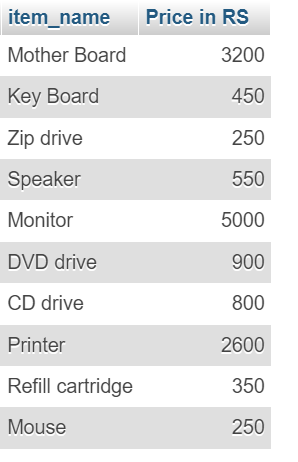 item_name Price in RS
Mother Board 3200
Key Board 450
Zip drive 250
Speaker 550
Monitor 5000
DVD drive 900
CD drive 800
Printer 2600
Refill cartridge 350
Mouse 250